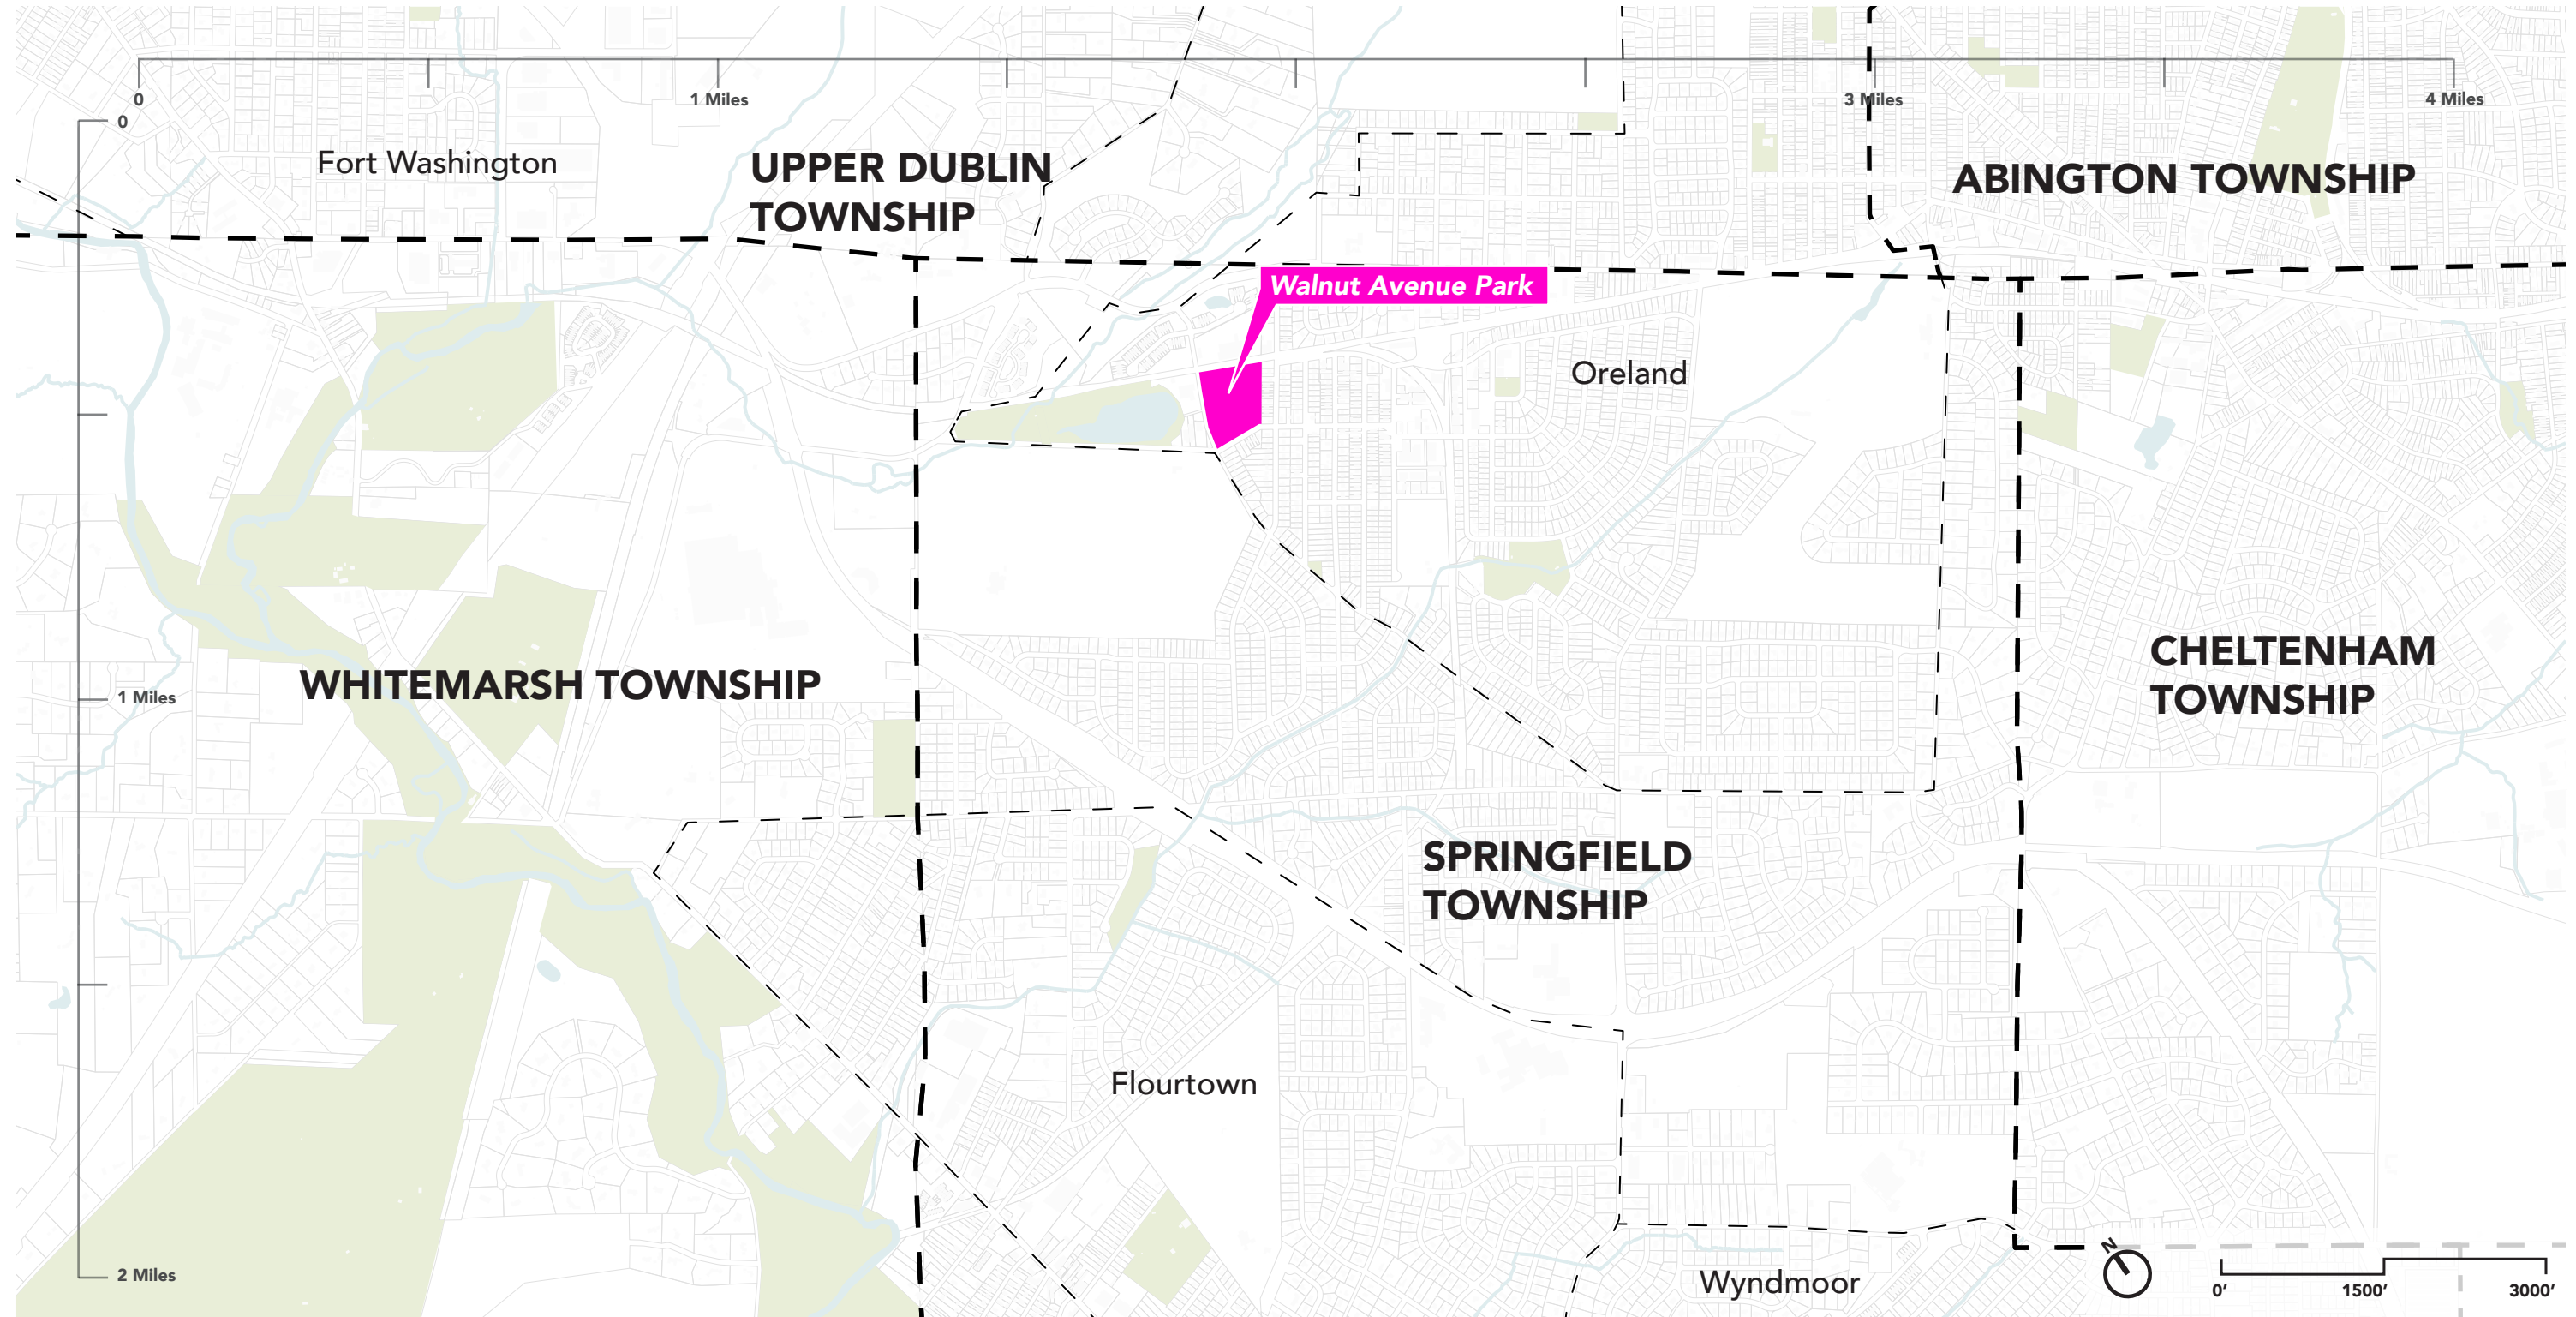 0
1 Miles
3 Miles
4 Miles
0
Fort Washington
UPPER DUBLIN
TOWNSHIP
ABINGTON TOWNSHIP
Walnut Avenue Park
Oreland
WHITEMARSH TOWNSHIP
1 Miles
CHELTENHAM
TOWNSHIP
SPRINGFIELD
TOWNSHIP
Flourtown
2 Miles
Wyndmoor
N
0'
1500'
3000'